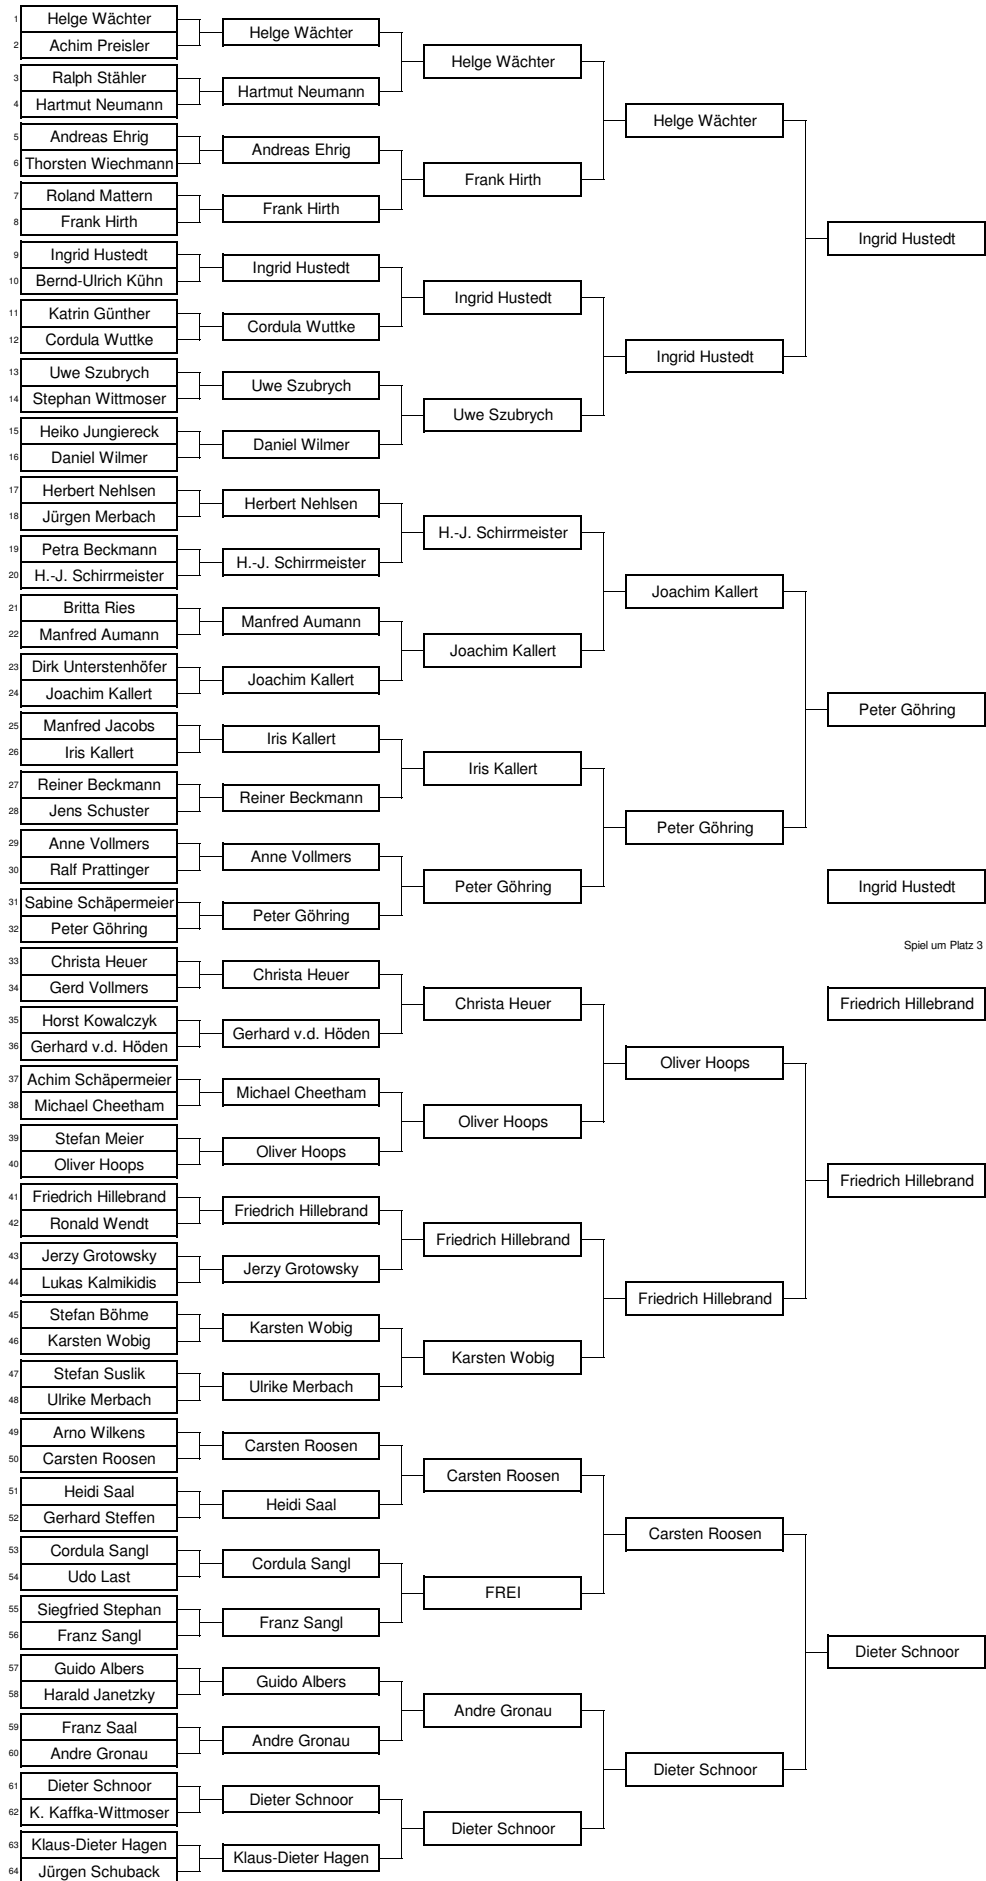 1 Helge Wächter
2 Achim Preisler
3 Ralph Stähler
4 Hartmut Neumann
5 Andreas Ehrig
6 Thorsten Wiechmann
7 Roland Mattern
8 Frank Hirth
9 Ingrid Hustedt
10 Bernd-Ulrich Kühn
11 Katrin Günther
12 Cordula Wuttke
13 Uwe Szubrych
14 Stephan Wittmoser
15 Heiko Jungiereck
16 Daniel Wilmer
17 Herbert Nehlsen
18 Jürgen Merbach
19 Petra Beckmann
20 H.-J. Schirrmeister
21 Britta Ries
22 Manfred Aumann
23 Dirk Unterstenhöfer
24 Joachim Kallert
25 Manfred Jacobs
26 Iris Kallert
27 Reiner Beckmann
28 Jens Schuster
29 Anne Vollmers
30 Ralf Prattinger
31 Sabine Schäpermeier
32 Peter Göhring
33 Christa Heuer
34 Gerd Vollmers
35 Horst Kowalczyk
36 Gerhard v.d. Höden
37 Achim Schäpermeier
38 Michael Cheetham
39 Stefan Meier
40 Oliver Hoops
41 Friedrich Hillebrand
42 Ronald Wendt
43 Jerzy Grotowsky
44 Lukas Kalmikidis
45 Stefan Böhme
46 Karsten Wobig
47 Stefan Suslik
48 Ulrike Merbach
49 Arno Wilkens
50 Carsten Roosen
51 Heidi Saal
52 Gerhard Steffen
53 Cordula Sangl
54 Udo Last
55 Siegfried Stephan
56 Franz Sangl
57 Guido Albers
58 Harald Janetzky
59 Franz Saal
60 Andre Gronau
61 Dieter Schnoor
62 K. Kaffka-Wittmoser
63 Klaus-Dieter Hagen
64 Jürgen Schuback
Helge Wächter
Hartmut Neumann
Andreas Ehrig
Frank Hirth
Ingrid Hustedt
Cordula Wuttke
Uwe Szubrych
Daniel Wilmer
Herbert Nehlsen
H.-J. Schirrmeister
Manfred Aumann
Joachim Kallert
Iris Kallert
Reiner Beckmann
Anne Vollmers
Peter Göhring
Christa Heuer
Gerhard v.d. Höden
Michael Cheetham
Oliver Hoops
Friedrich Hillebrand
Jerzy Grotowsky
Karsten Wobig
Ulrike Merbach
Carsten Roosen
Heidi Saal
Cordula Sangl
Franz Sangl
Guido Albers
Andre Gronau
Dieter Schnoor
Klaus-Dieter Hagen
Helge Wächter
Frank Hirth
Ingrid Hustedt
Uwe Szubrych
H.-J. Schirrmeister
Joachim Kallert
Iris Kallert
Peter Göhring
Christa Heuer
Oliver Hoops
Friedrich Hillebrand
Karsten Wobig
Carsten Roosen
FREI
Andre Gronau
Dieter Schnoor
Helge Wächter
Ingrid Hustedt
Joachim Kallert
Peter Göhring
Oliver Hoops
Friedrich Hillebrand
Carsten Roosen
Dieter Schnoor
Ingrid Hustedt
Peter Göhring
Ingrid Hustedt
Spiel um Platz 3
Friedrich Hillebrand
Friedrich Hillebrand
Dieter Schnoor